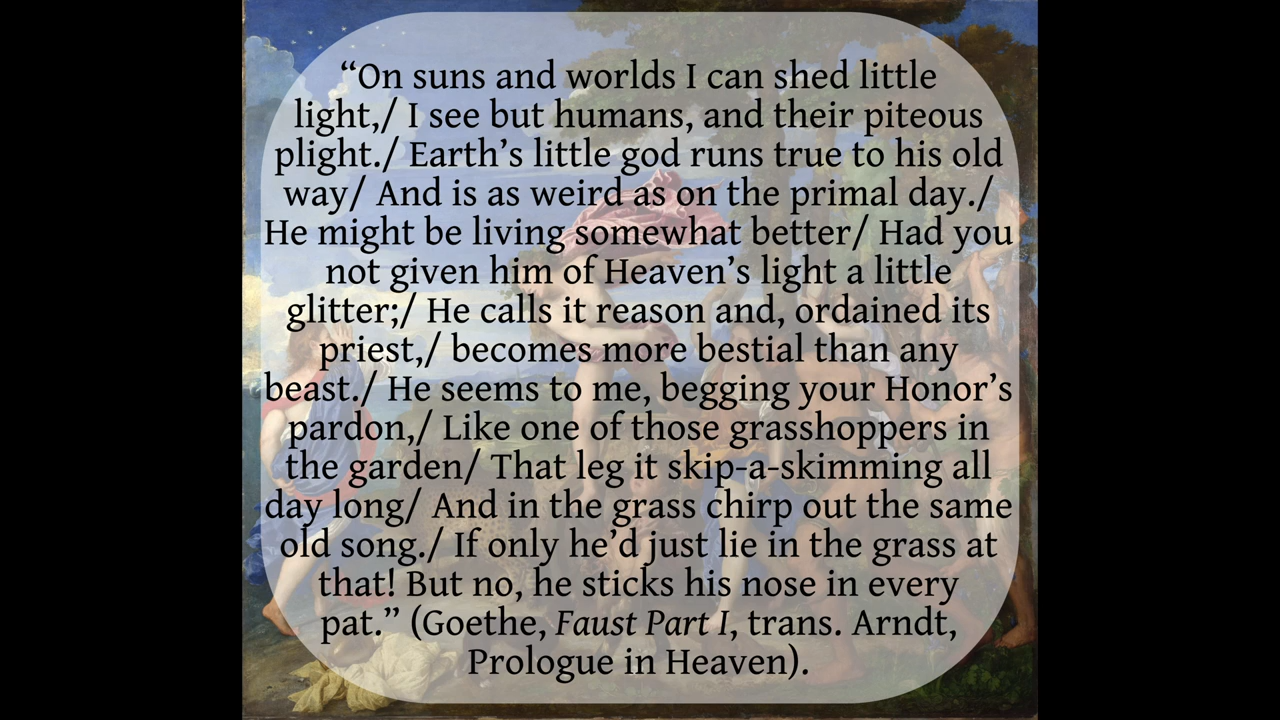 “On suns and worlds I can shed little
light,/ I see but humans, and their piteous
plight./ Earth’s little god runs true to his old
way/ And is as weird as on the primal day./
He might be living somewhat better/ Had you
not given him of Heaven’s light a little
glitter;/ He calls it reason and, ordained its
priest,/ becomes more bestial than any
beast./ He seems to me, begging your Honor’s
pardon,/ Like one of those grasshoppers in
the garden/ That leg it skip-a-skimming all
day long/ And in the grass chirp out the same
old song./ If only he’d just lie in the grass at
that! But no, he sticks his nose in every
pat.” (Goethe, Faust Part I, trans. Arndt,
Prologue in Heaven).